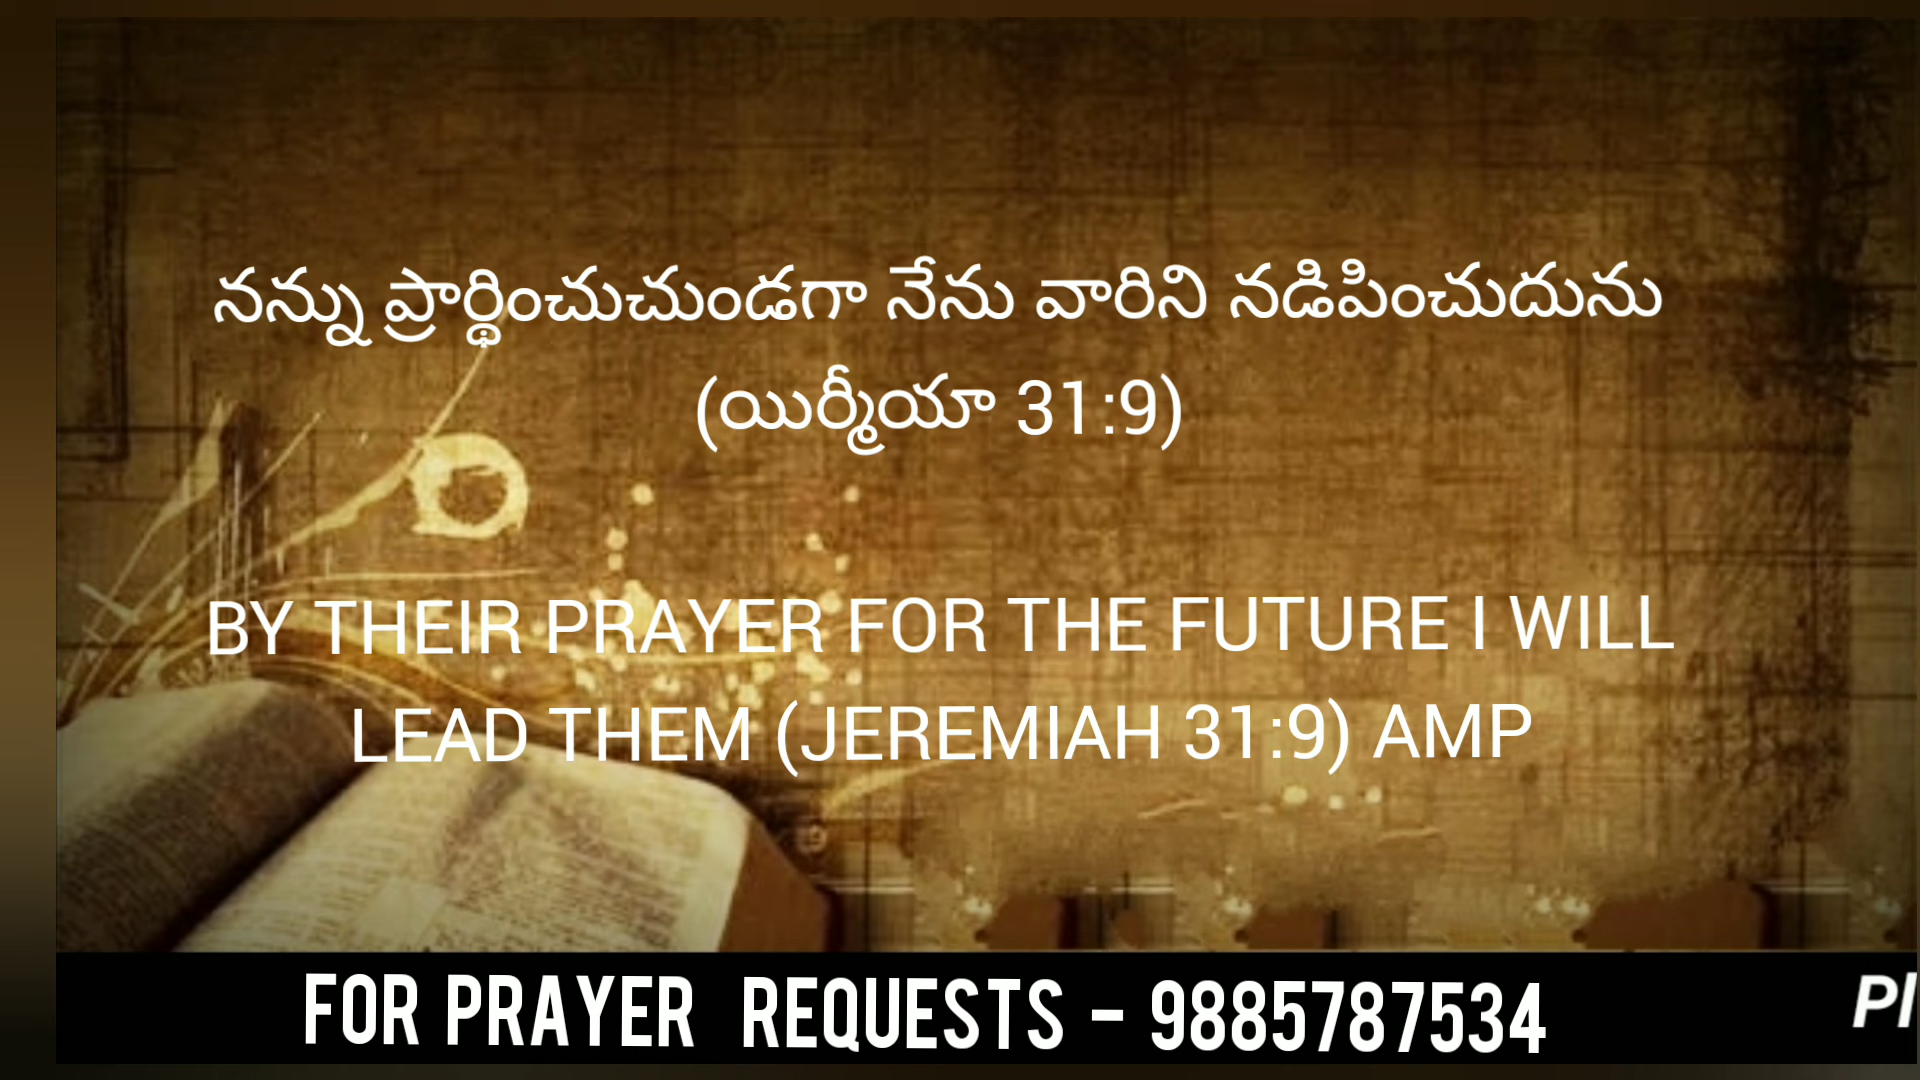 నన్ను ప్రార్థించుచుండగా నేను వారిని నడిపించుదును
(యిర్మీయా 31:9)
BY THEIR PRAYER FOR THE FUTURE I WILL
LEAD THEM (JEREMIAH 31:9) AMP
FOR PRAYER REQUESTS - 9885787534
Pl